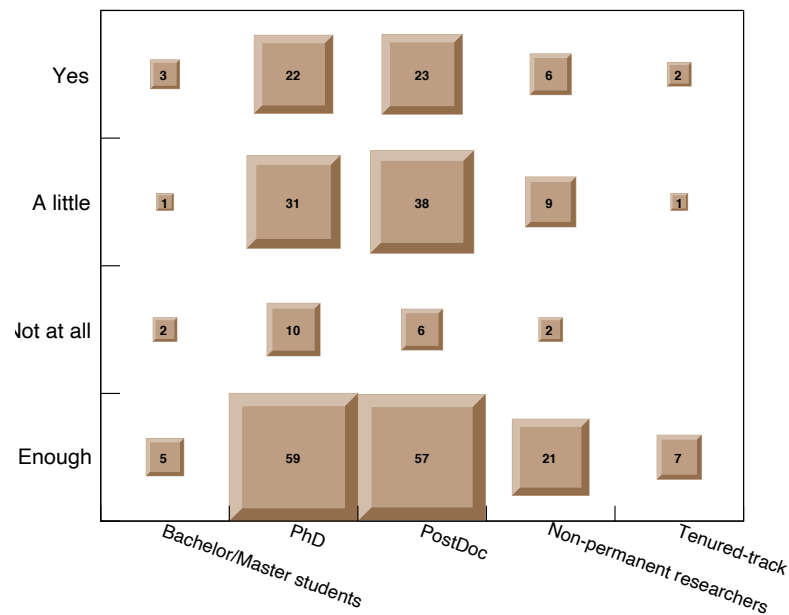 Yes 3 22 23 6 2
A little 1 31 38 9 1
Not at all 2 10 6 2
Enough 5 59 57 21 7
Bachelor/Master students
PhD
PostDoc
Non-permanent researchers
Tenured-track